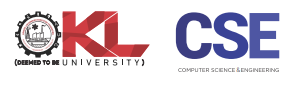 KL
(DEEMED TO BE UNIVERSITY)
CSE
COMPUTER SCIENCE & ENGINEERING